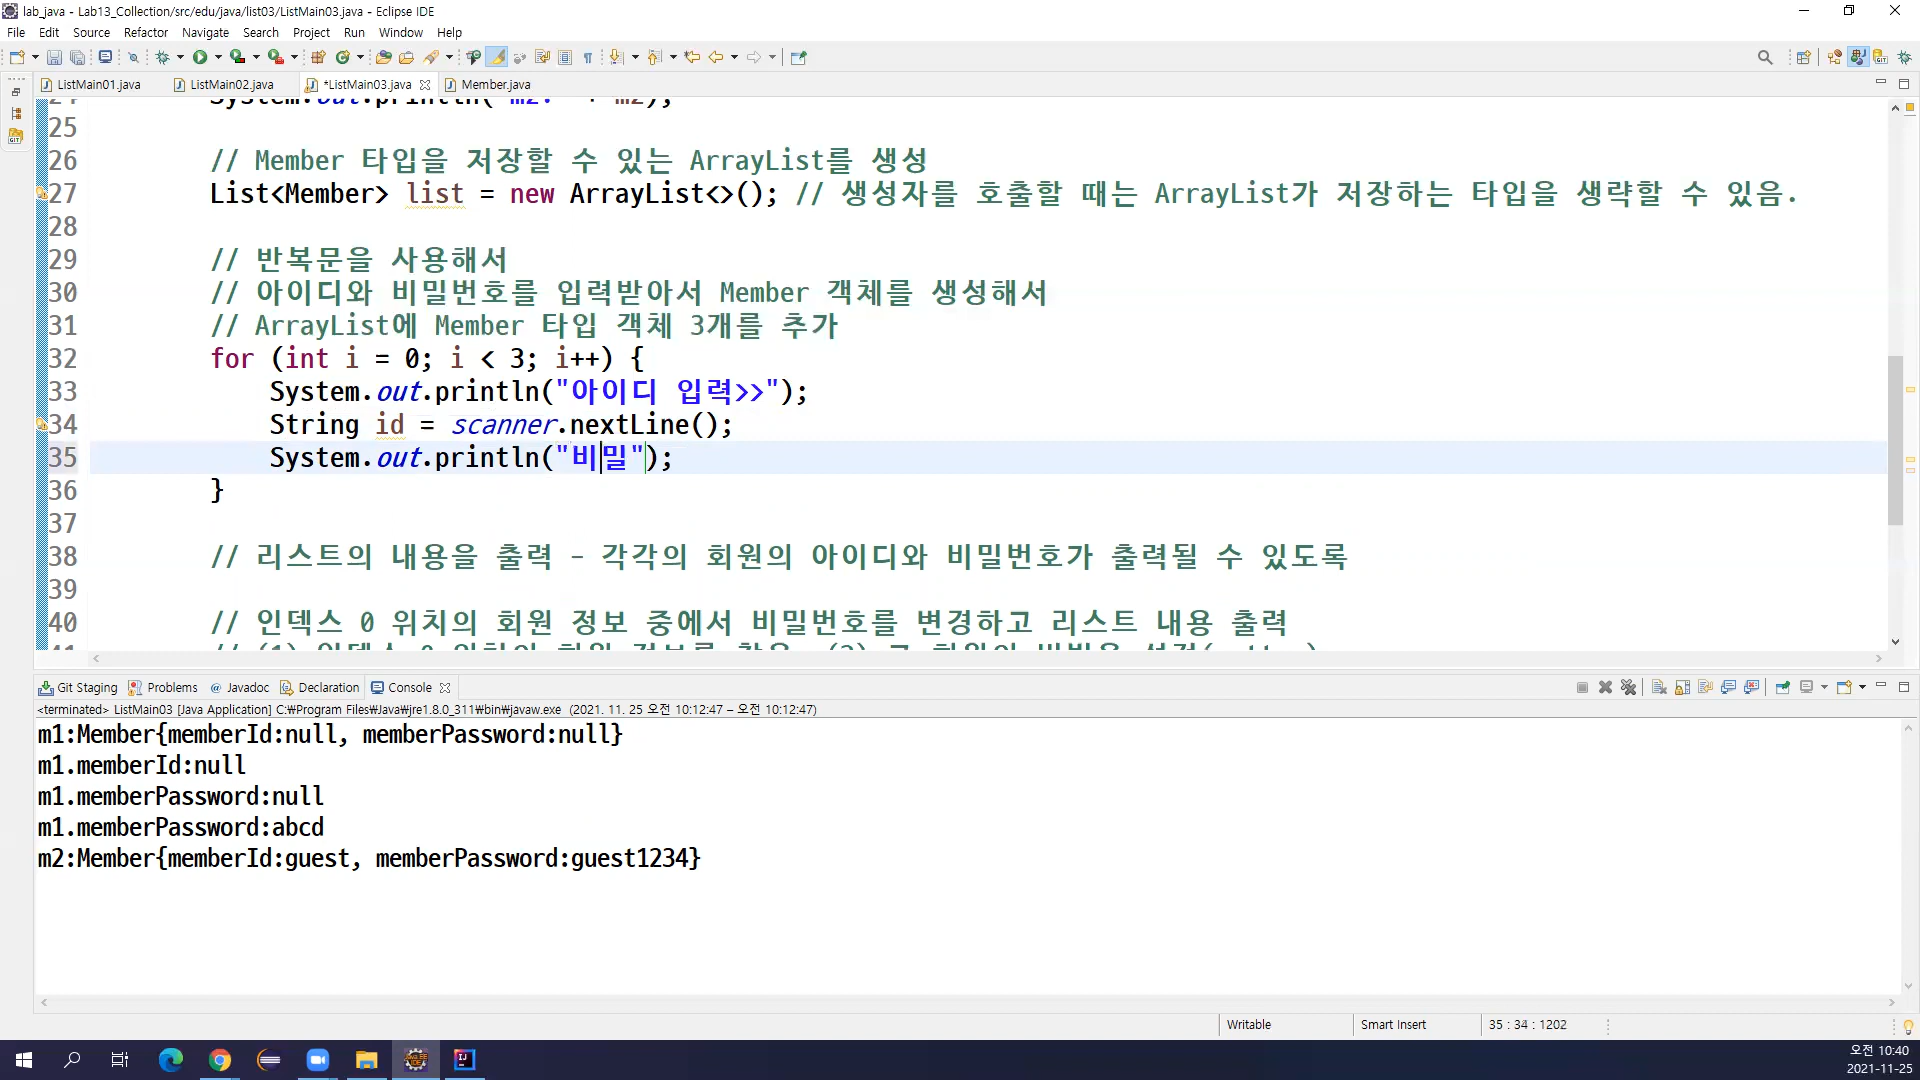 lab_java - Lab13_Collection/src/edu/java/list03/ListMain03.java - Eclipse IDE
File Edit Source Refactor Navigate Search Project Run Window Help
ListMain01.java ListMain02.java *ListMain03.java Member.java
24 System.out.println("m2:" + m2);
25
26 // Member 타입을 저장할 수 있는 ArrayList를 생성
27 List<Member> list = new ArrayList<>(); // 생성자를 호출할 때는 ArrayList가 저장하는 타입을 생략할 수 있음.
28
29 // 반복문을 사용해서
30 // 아이디와 비밀번호를 입력받아서 Member 객체를 생성해서
31 // ArrayList에 Member 타입 객체 3개를 추가
32 for (int i = 0; i < 3; i++) {
33 System.out.println("아이디 입력>>");
34 String id = scanner.nextLine();
35 System.out.println("비밀");
36 }
37
38 // 리스트의 내용을 출력 - 각각의 회원의 아이디와 비밀번호가 출력될 수 있도록
39
40 // 인덱스 0 위치의 회원 정보 중에서 비밀번호를 변경하고 리스트 내용 출력
Git Staging Problems @ Javadoc Declaration Console
<terminated> ListMain03 [Java Application] C:₩Program Files₩Java₩jre1.8.0_311₩bin₩javaw.exe (2021. 11. 25 오전 10:12:47 – 오전 10:12:47)
m1:Member{memberId:null, memberPassword:null}
m1.memberId:null
m1.memberPassword:null
m1.memberPassword:abcd
m2:Member{memberId:guest, memberPassword:guest1234}
Writable Smart Insert 35 : 34 : 1202
오전 10:40
2021-11-25